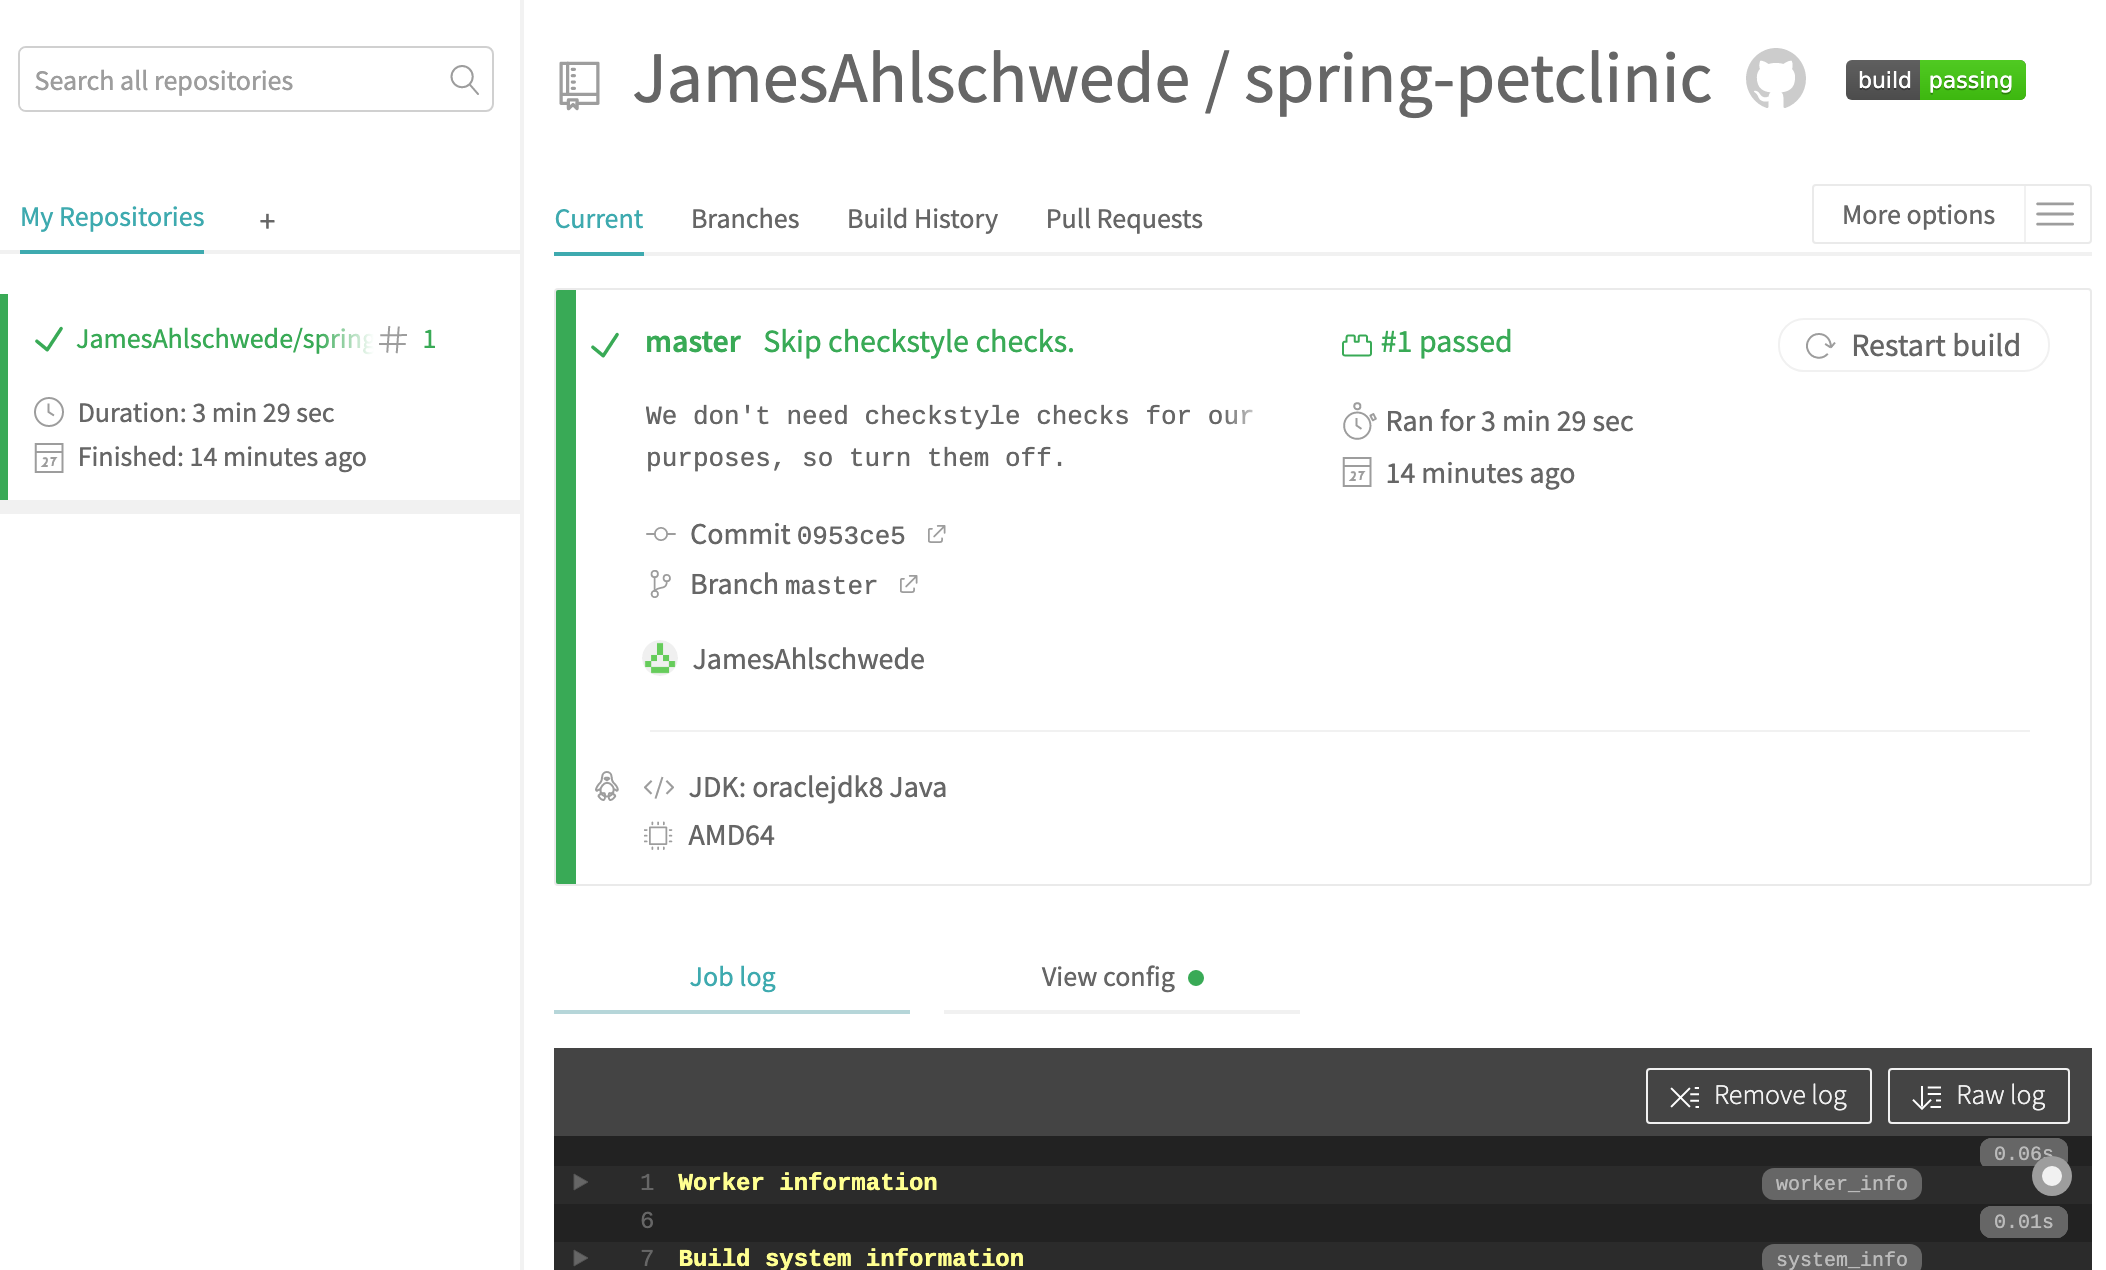 Search all repositories
JamesAhlschwede / spring-petclinic
build passing
My Repositories +
Current Branches Build History Pull Requests
More options
JamesAhlschwede/spring # 1
Duration: 3 min 29 sec
27 Finished: 14 minutes ago
master Skip checkstyle checks.
We don't need checkstyle checks for our
purposes, so turn them off.
Commit 0953ce5
Branch master
JamesAhlschwede
#1 passed
Ran for 3 min 29 sec
27 14 minutes ago
Restart build
</> JDK: oraclejdk8 Java
AMD64
Job log
View config
Remove log
Raw log
0.06s
1 Worker information worker_info
6 0.01s
7 Build system information system_info